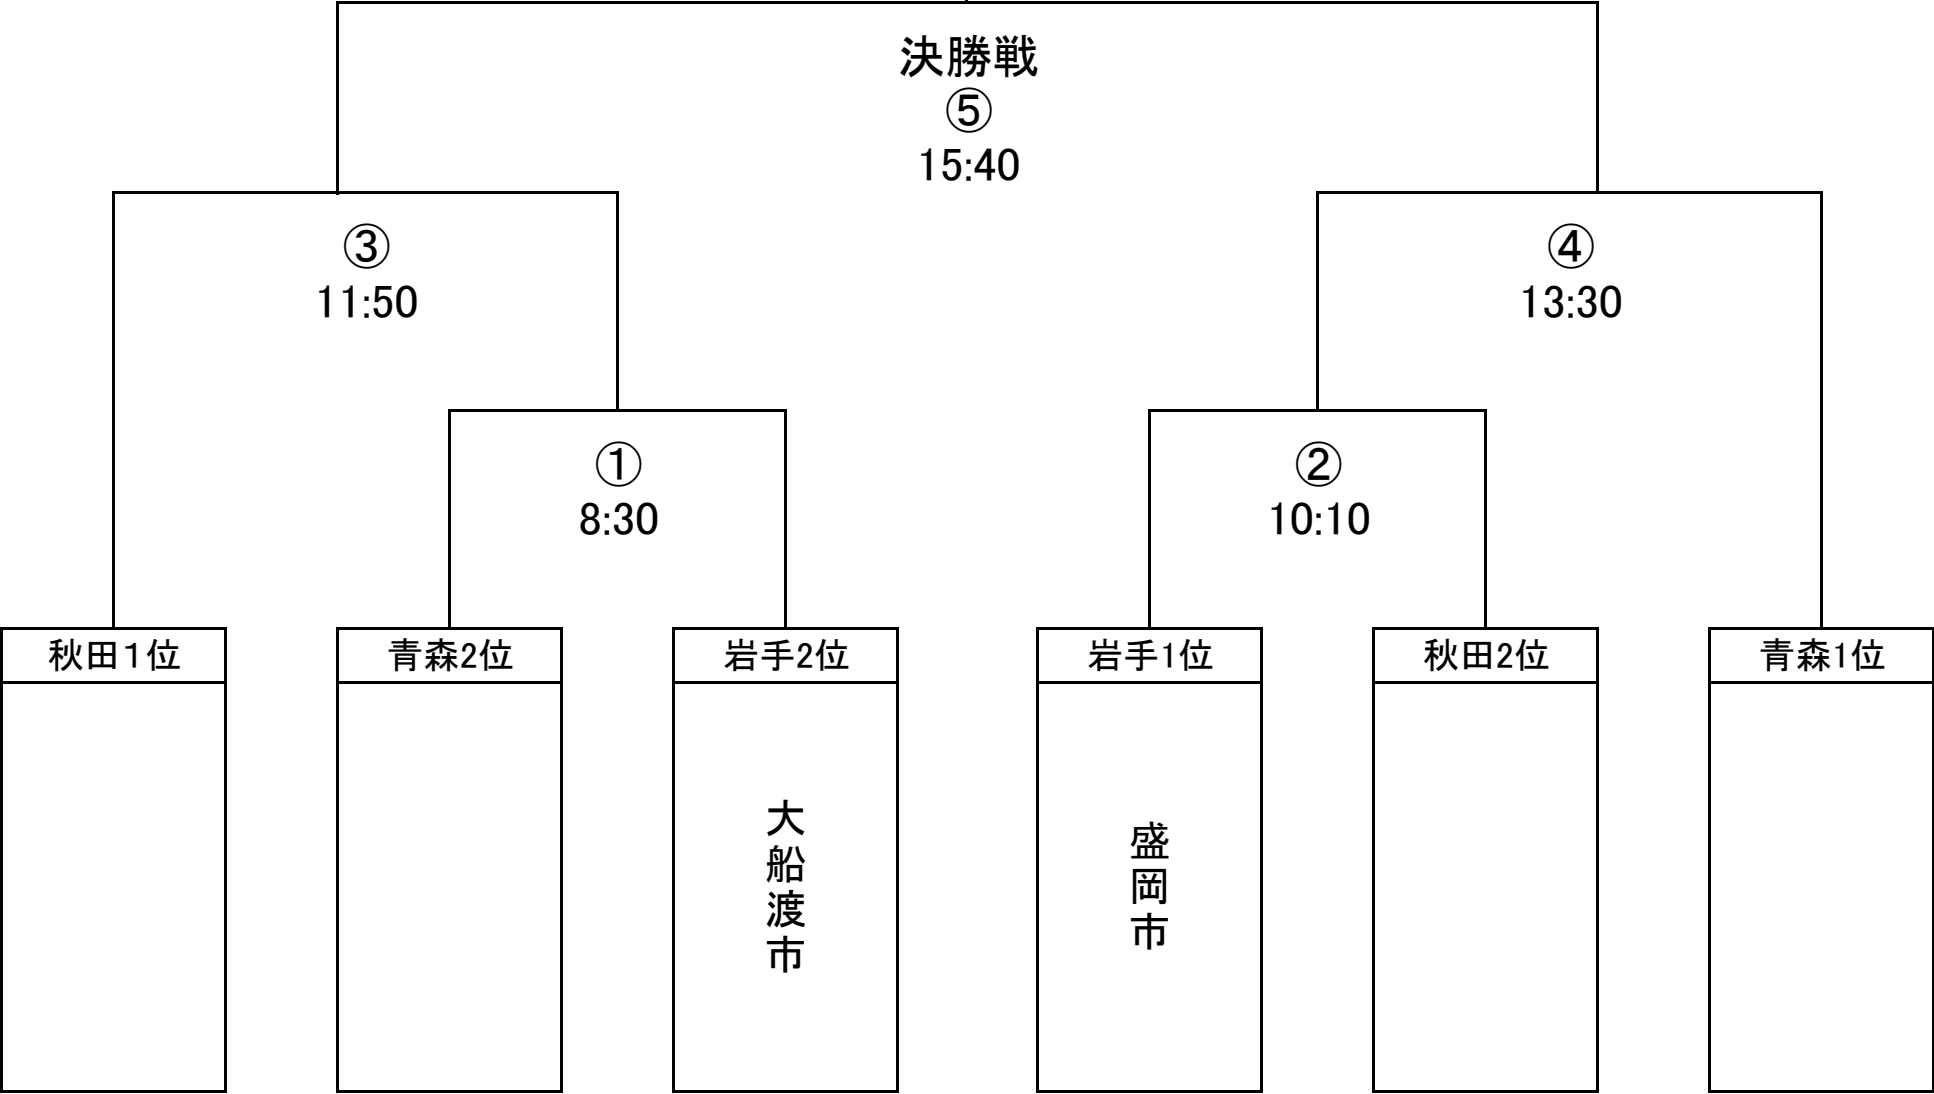 決勝戦
⑤
15:40
③
11:50
④
13:30
①
8:30
②
10:10
秋田１位
青森2位
岩手2位
岩手1位
秋田2位
青森1位
大船渡市
盛岡市